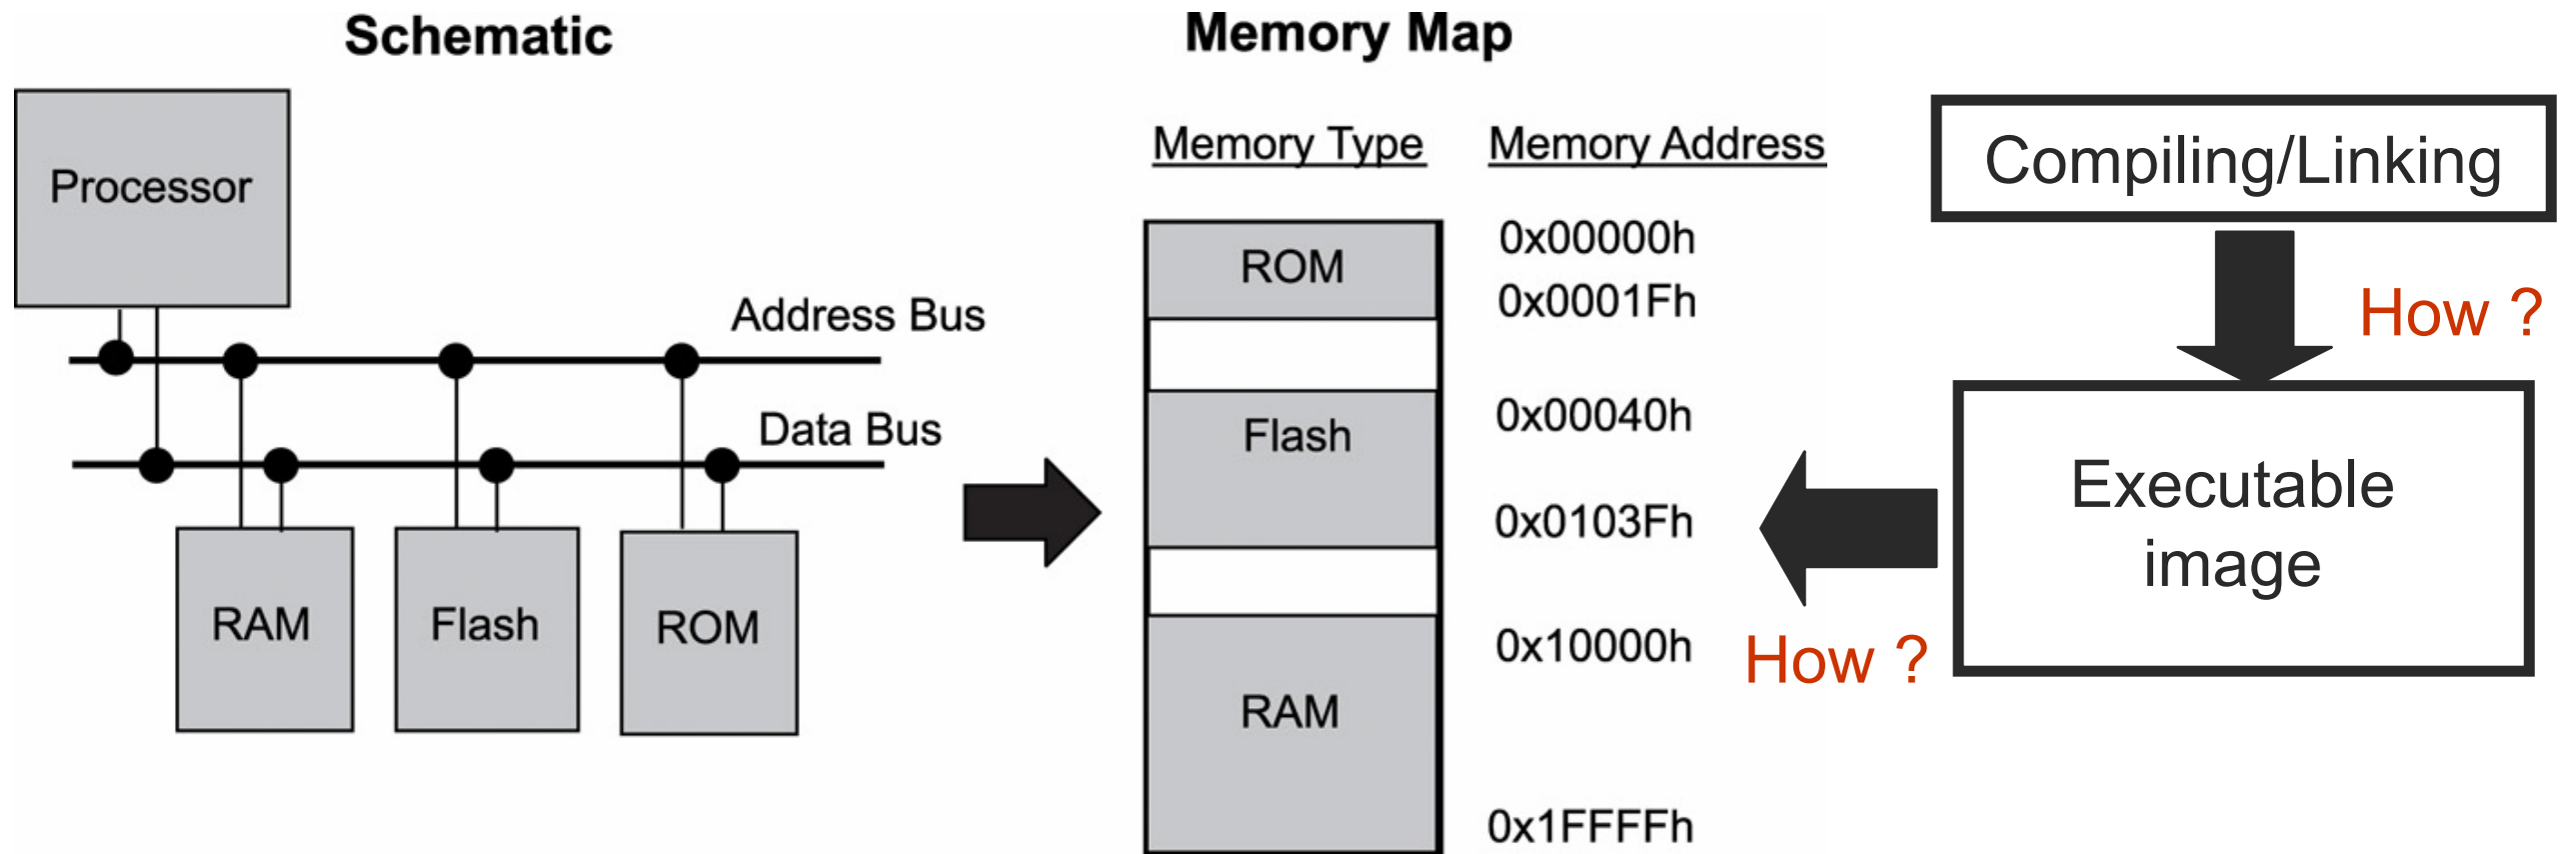 Schematic
Processor
Address Bus
Data Bus
RAM
Flash
ROM
Memory Map
Memory Type
Memory Address
ROM
0x00000h
0x0001Fh
Flash
0x00040h
0x0103Fh
RAM
0x10000h
0x1FFFFh
Compiling/Linking
How ?
Executable
image
How ?